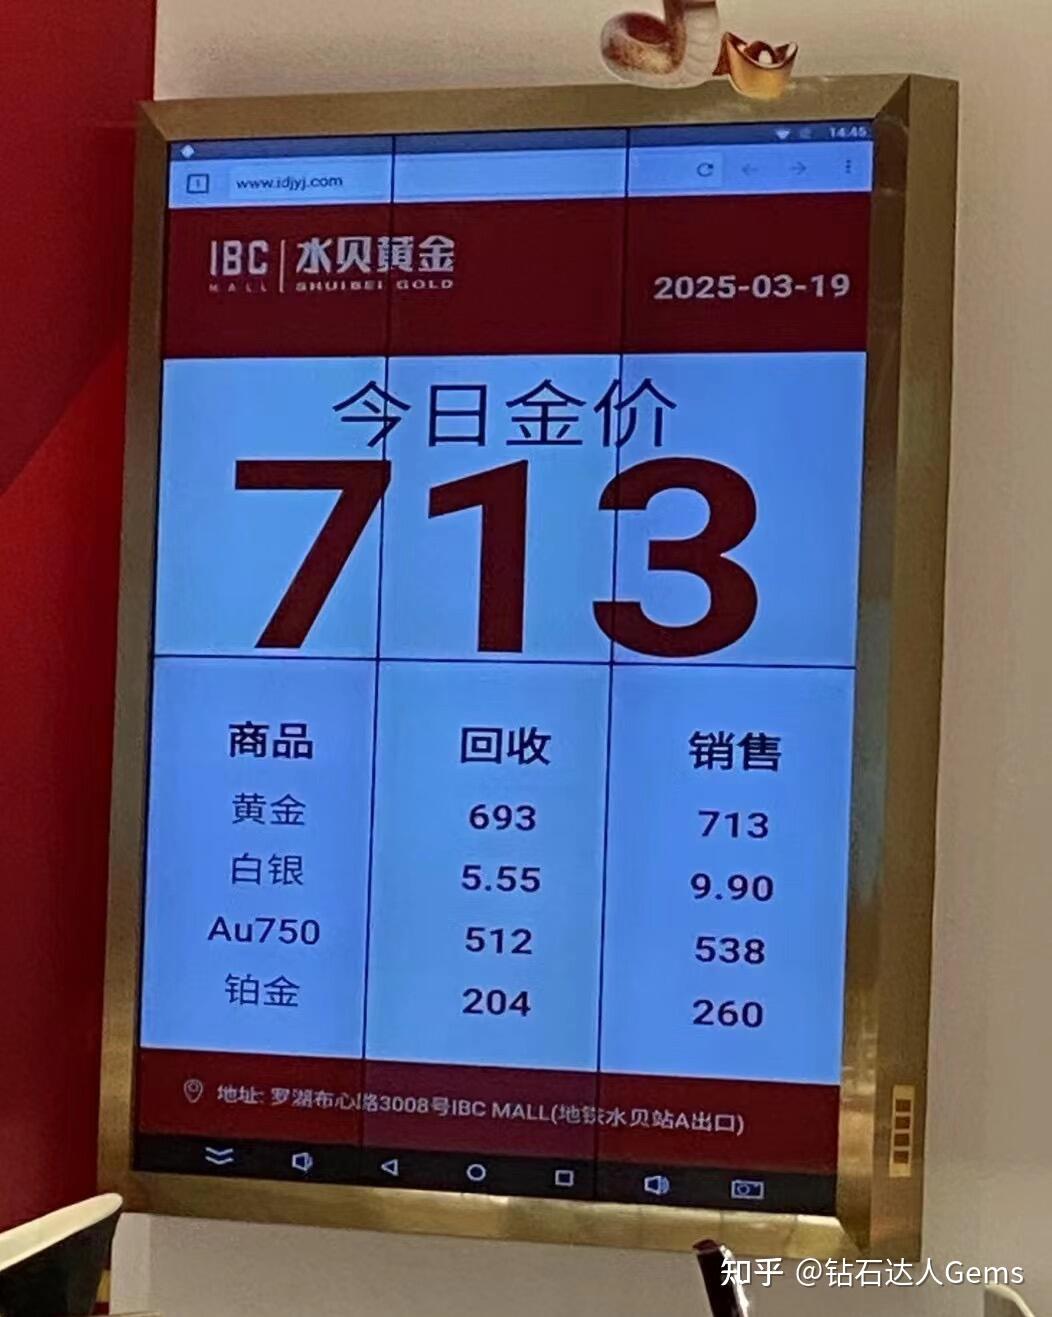 14:45
1
www.idjyj.com
IBC 水贝黄金
MALL SHUIBEI GOLD
2025-03-19
今日金价
713
商品 回收 销售
黄金 693 713
白银 5.55 9.90
Au750 512 538
铂金 204 260
地址: 罗湖布心路3008号IBC MALL(地铁水贝站A出口)
知乎 @钻石达人Gems